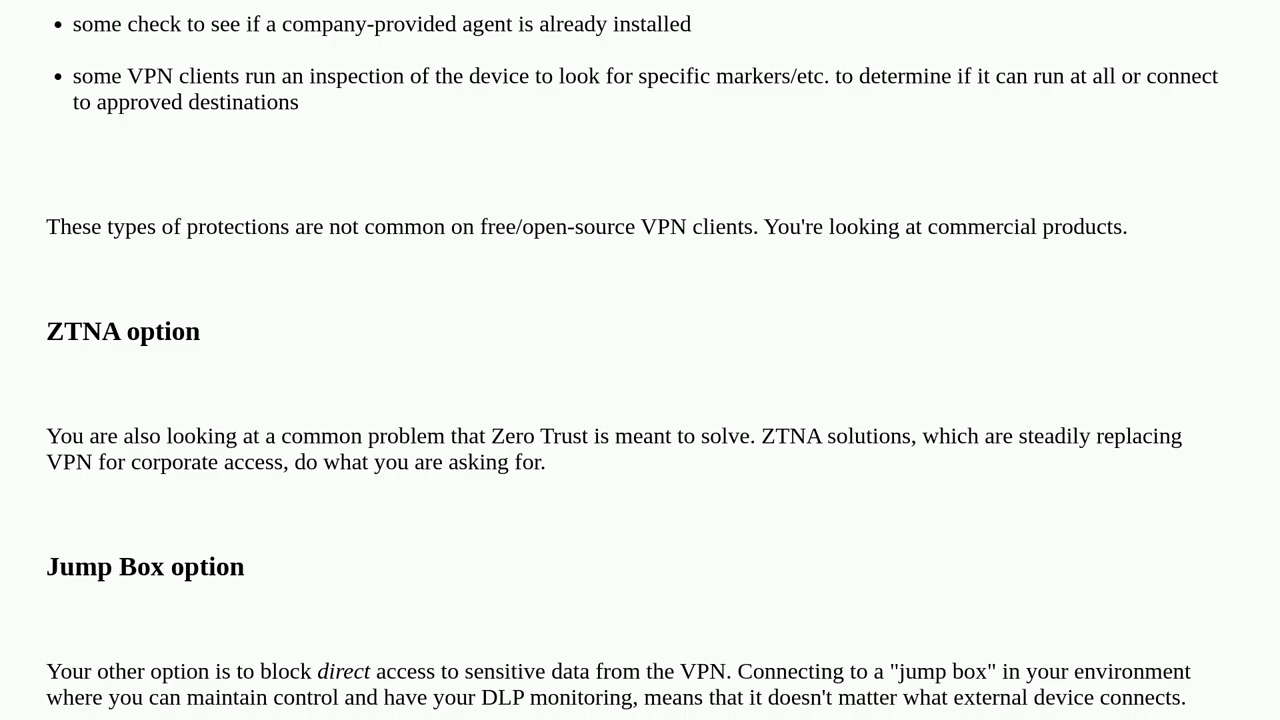 • some check to see if a company-provided agent is already installed
• some VPN clients run an inspection of the device to look for specific markers/etc. to determine if it can run at all or connect
to approved destinations
These types of protections are not common on free/open-source VPN clients. You're looking at commercial products.
ZTNA option
You are also looking at a common problem that Zero Trust is meant to solve. ZTNA solutions, which are steadily replacing
VPN for corporate access, do what you are asking for.
Jump Box option
Your other option is to block direct access to sensitive data from the VPN. Connecting to a "jump box" in your environment
where you can maintain control and have your DLP monitoring, means that it doesn't matter what external device connects.